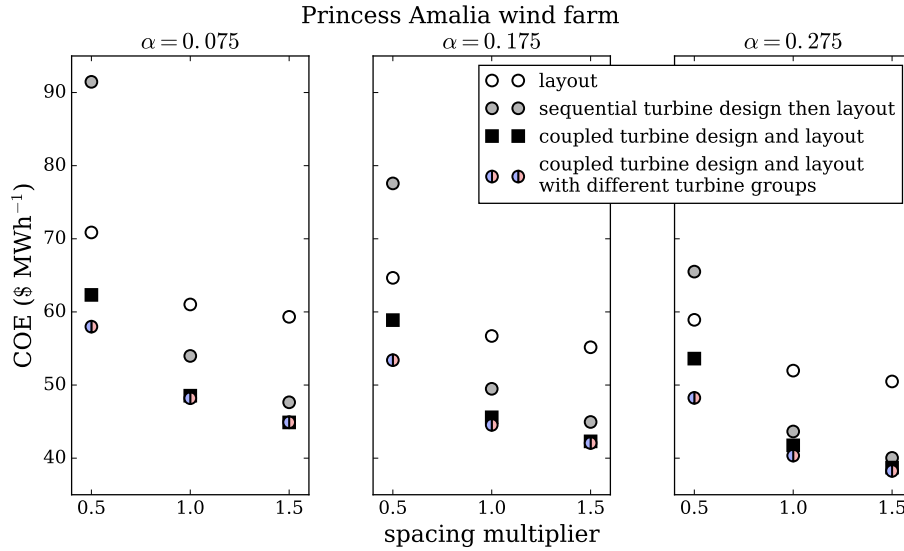 Princess Amalia wind farm
α = 0.075
α = 0.175
α = 0.275
layout
sequential turbine design then layout
coupled turbine design and layout
coupled turbine design and layout
with different turbine groups
COE ($ MWh⁻¹)
90
80
70
60
50
40
0.5 1.0 1.5
0.5 1.0 1.5
0.5 1.0 1.5
spacing multiplier